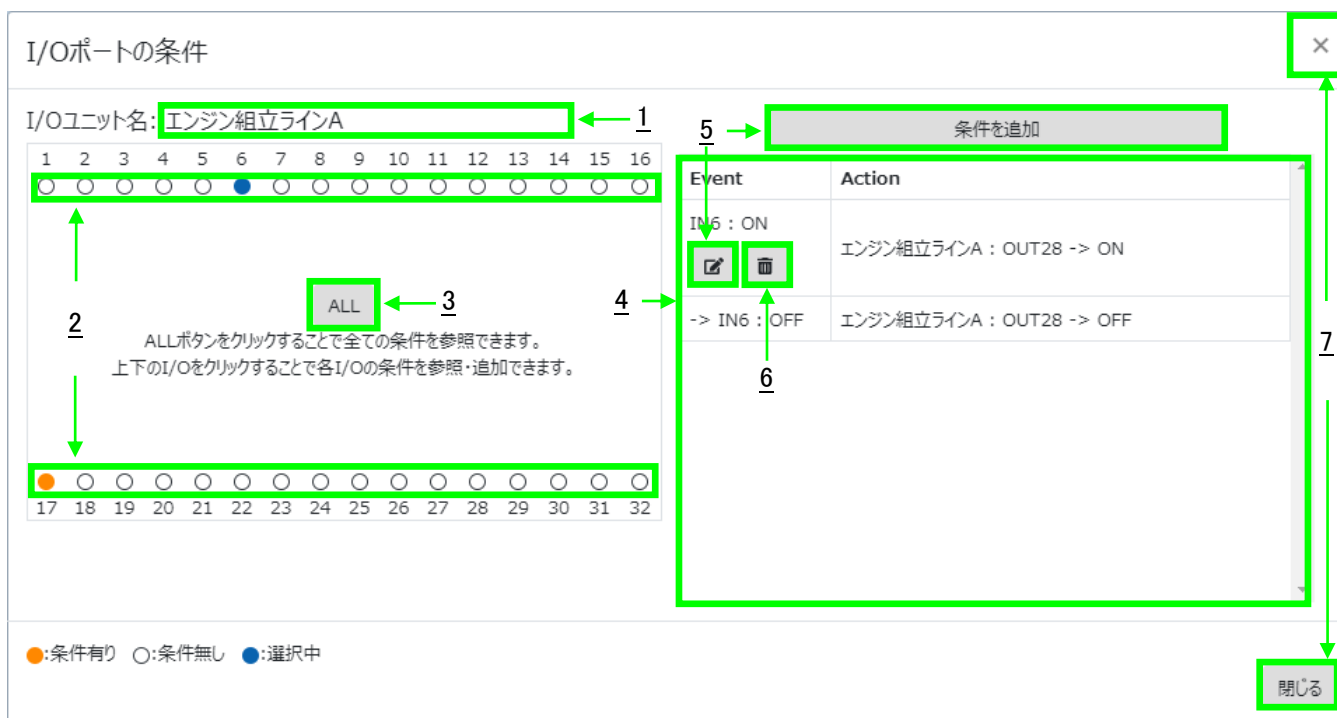 I/Oポートの条件
×
I/Oユニット名: エンジン組立ラインA
1
1 2 3 4 5 6 7 8 9 10 11 12 13 14 15 16
2
ALL
3
ALLボタンをクリックすることで全ての条件を参照できます。
上下のI/Oをクリックすることで各I/Oの条件を参照・追加できます。
17 18 19 20 21 22 23 24 25 26 27 28 29 30 31 32
5
条件を追加
Event Action
IN6 : ON エンジン組立ラインA : OUT28 -> ON
4
-> IN6 : OFF エンジン組立ラインA : OUT28 -> OFF
6
7
●:条件有り ○:条件無し ●:選択中
閉じる